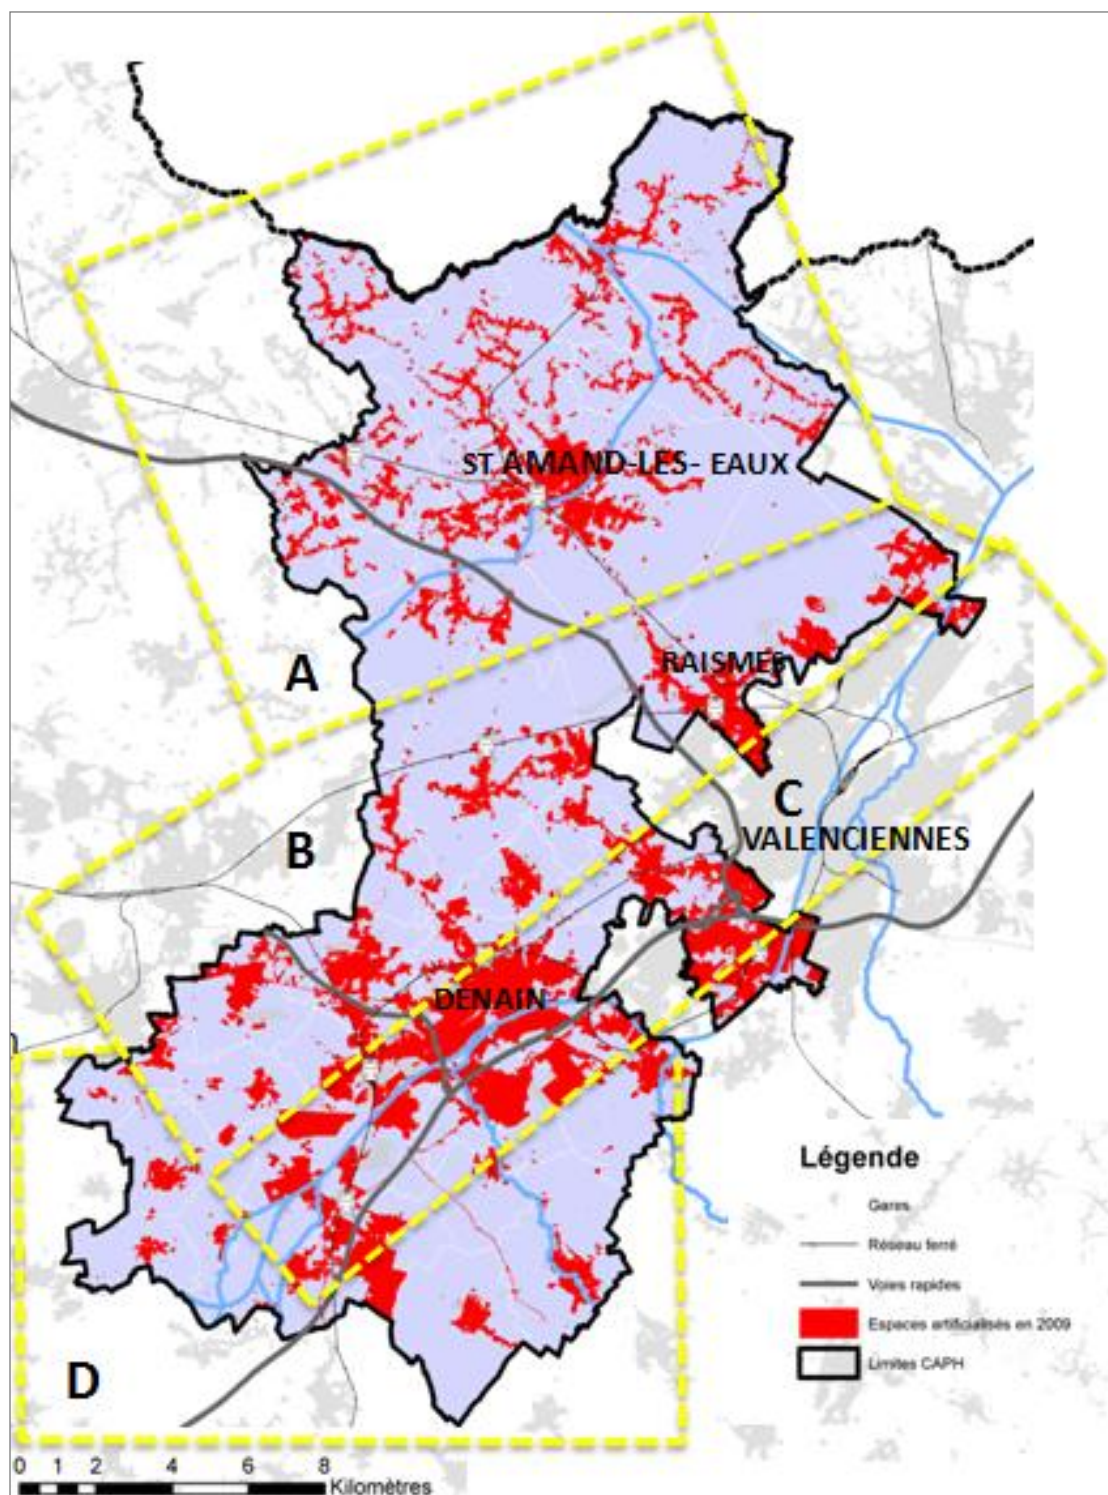 ST AMAND-LES- EAUX
RAISMES
A
B
C
VALENCIENNES
DENAIN
D
Légende
Gares
Réseau ferré
Voies rapides
Espaces artificialisés en 2009
Limites CAPH
0 1 2 4 6 8
Kilomètres